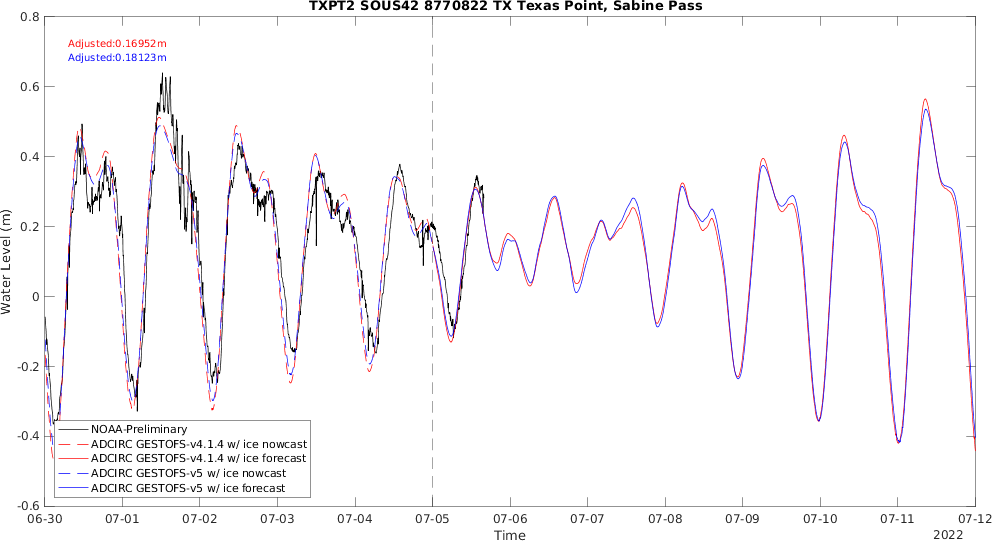 TXPT2 SOUS42 8770822 TX Texas Point, Sabine Pass
Adjusted:0.16952m
Adjusted:0.18123m
Water Level (m)
0.8
0.6
0.4
0.2
0
-0.2
-0.4
-0.6
NOAA-Preliminary
ADCIRC GESTOFS-v4.1.4 w/ ice nowcast
ADCIRC GESTOFS-v4.1.4 w/ ice forecast
ADCIRC GESTOFS-v5 w/ ice nowcast
ADCIRC GESTOFS-v5 w/ ice forecast
06-30 07-01 07-02 07-03 07-04 07-05 07-06 07-07 07-08 07-09 07-10 07-11 07-12
Time
2022